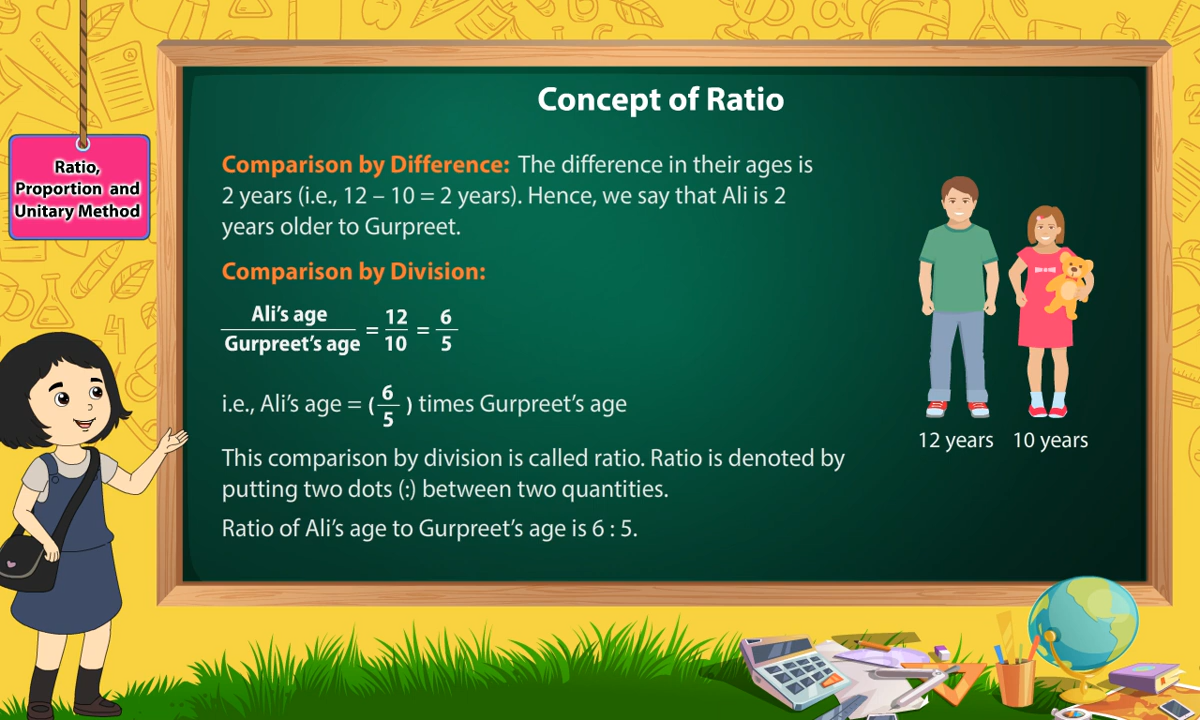 Concept of Ratio
Ratio,
Proportion and
Unitary Method
Comparison by Difference: The difference in their ages is
2 years (i.e., 12 – 10 = 2 years). Hence, we say that Ali is 2
years older to Gurpreet.
Comparison by Division:
Ali's age / Gurpreet's age = 12/10 = 6/5
i.e., Ali's age = (6/5) times Gurpreet's age
This comparison by division is called ratio. Ratio is denoted by
putting two dots (:) between two quantities.
Ratio of Ali's age to Gurpreet's age is 6 : 5.
12 years 10 years